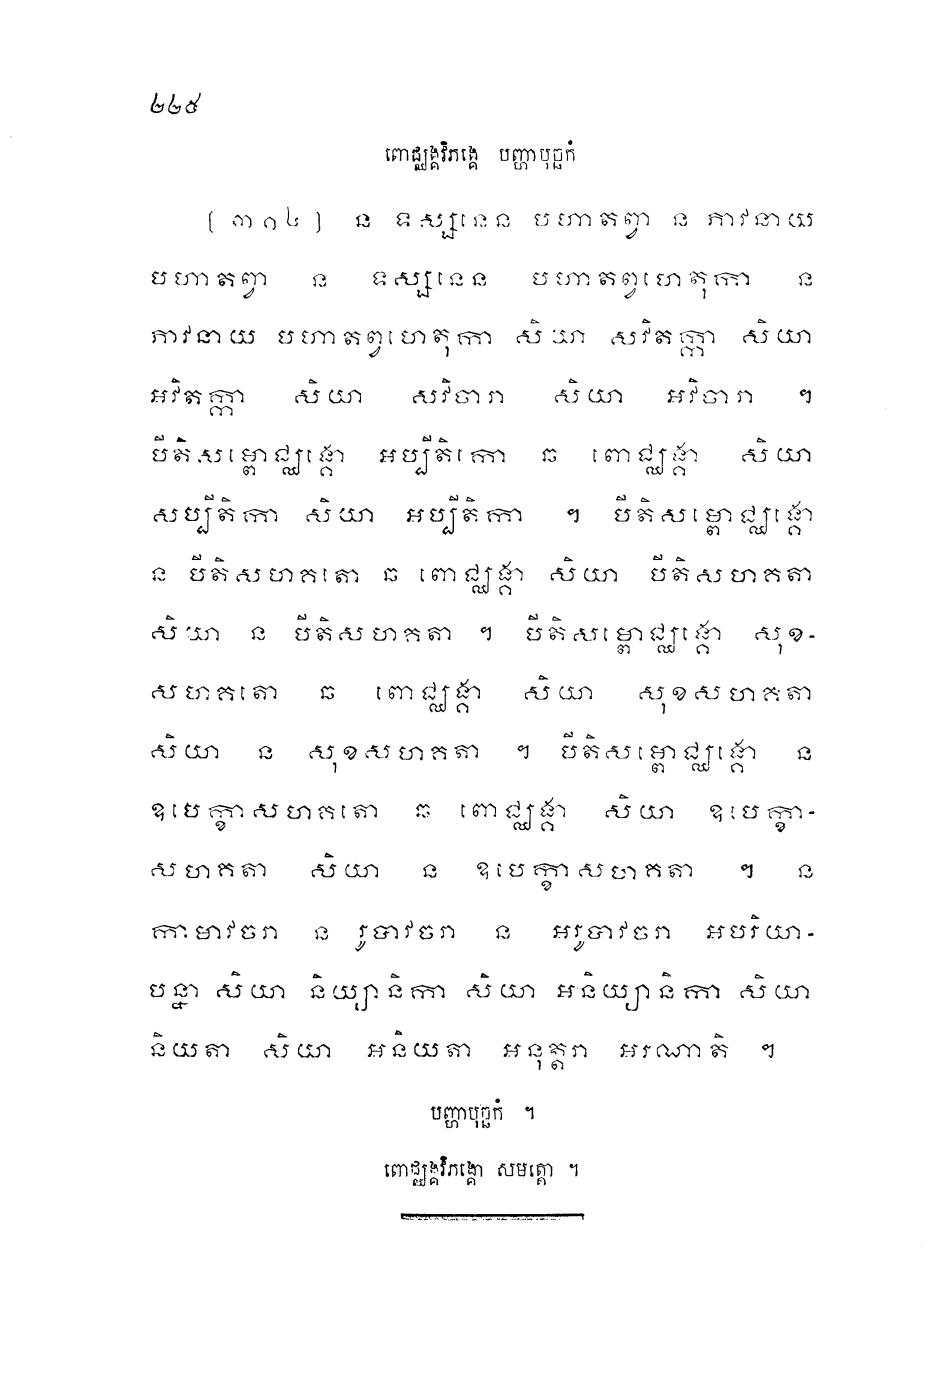 ២២៥
ពោជ្ឈង្គវិភង្គេ បញ្ហាបុច្ឆកំ
[៣១៤] ន ទស្សនេន បហាតព្វា ន ភាវនាយ
បហាតព្វា ន ទស្សនេន បហាតព្វហេតុកា ន
ភាវនាយ បហាតព្វហេតុកា សិយា សវិតក្កា សិយា
អវិតក្កា សិយា សវិចារា សិយា អវិចារា ។
បីតិសម្ពោជ្ឈង្គោ អប្បីតិកោ ឆ ពោជ្ឈង្គា សិយា
សប្បីតិកា សិយា អប្បីតិកា ។ បីតិសម្ពោជ្ឈង្គោ
ន បីតិសហគតោ ឆ ពោជ្ឈង្គា សិយា បីតិសហគតា
សិយា ន បីតិសហគតា ។ បីតិសម្ពោជ្ឈង្គោ សុខ-
សហគតោ ឆ ពោជ្ឈង្គា សិយា សុខសហគតា
សិយា ន សុខសហគតា ។ បីតិសម្ពោជ្ឈង្គោ ន
ឧបេក្ខាសហគតោ ឆ ពោជ្ឈង្គា សិយា ឧបេក្ខា-
សហគតា សិយា ន ឧបេក្ខាសហគតា ។ ន
កាមាវចរា ន រូបាវចរា ន អរូបាវចរា អបរិយា-
បន្នា សិយា និយ្យានិកា សិយា អនិយ្យានិកា សិយា
និយតា សិយា អនិយតា អនុត្តរា អរណាតិ ។
បញ្ហាបុច្ឆកំ ។
ពោជ្ឈង្គវិភង្គោ សមត្តោ ។